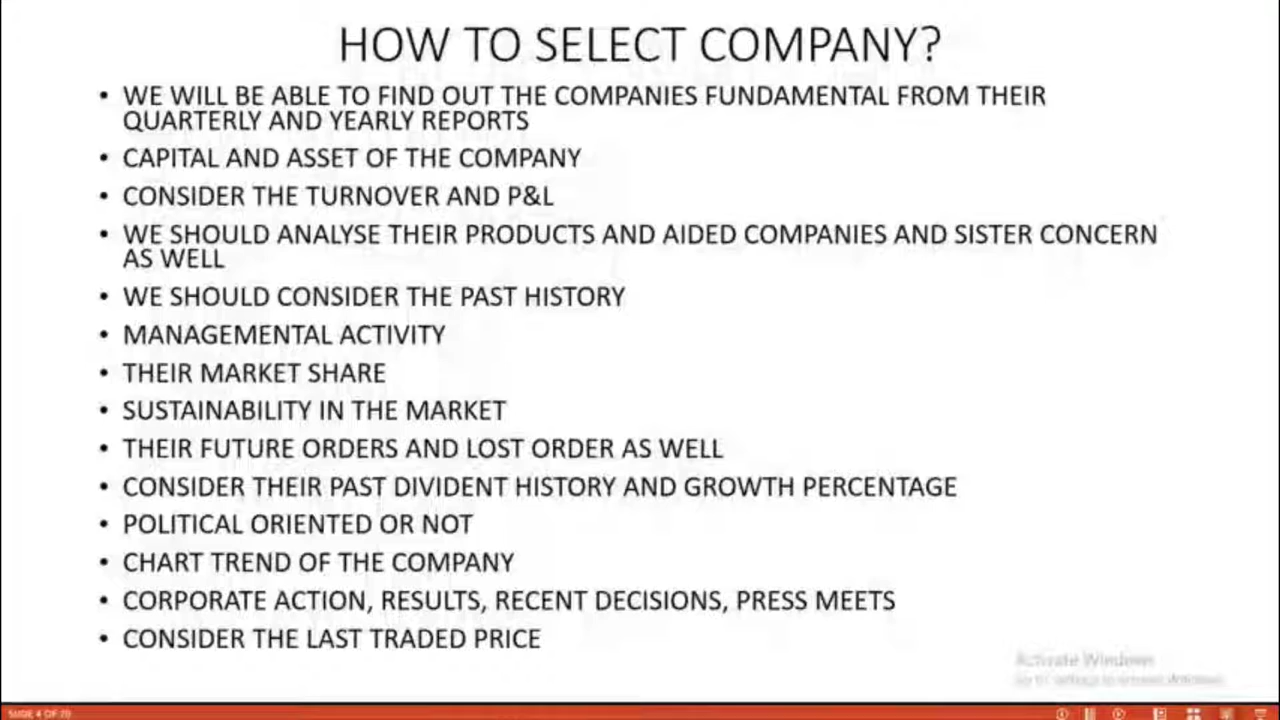 HOW TO SELECT COMPANY?
• WE WILL BE ABLE TO FIND OUT THE COMPANIES FUNDAMENTAL FROM THEIR
QUARTERLY AND YEARLY REPORTS
• CAPITAL AND ASSET OF THE COMPANY
• CONSIDER THE TURNOVER AND P&L
• WE SHOULD ANALYSE THEIR PRODUCTS AND AIDED COMPANIES AND SISTER CONCERN
AS WELL
• WE SHOULD CONSIDER THE PAST HISTORY
• MANAGEMENTAL ACTIVITY
• THEIR MARKET SHARE
• SUSTAINABILITY IN THE MARKET
• THEIR FUTURE ORDERS AND LOST ORDER AS WELL
• CONSIDER THEIR PAST DIVIDENT HISTORY AND GROWTH PERCENTAGE
• POLITICAL ORIENTED OR NOT
• CHART TREND OF THE COMPANY
• CORPORATE ACTION, RESULTS, RECENT DECISIONS, PRESS MEETS
• CONSIDER THE LAST TRADED PRICE
Activate Windows
SLIDE 4 OF 20